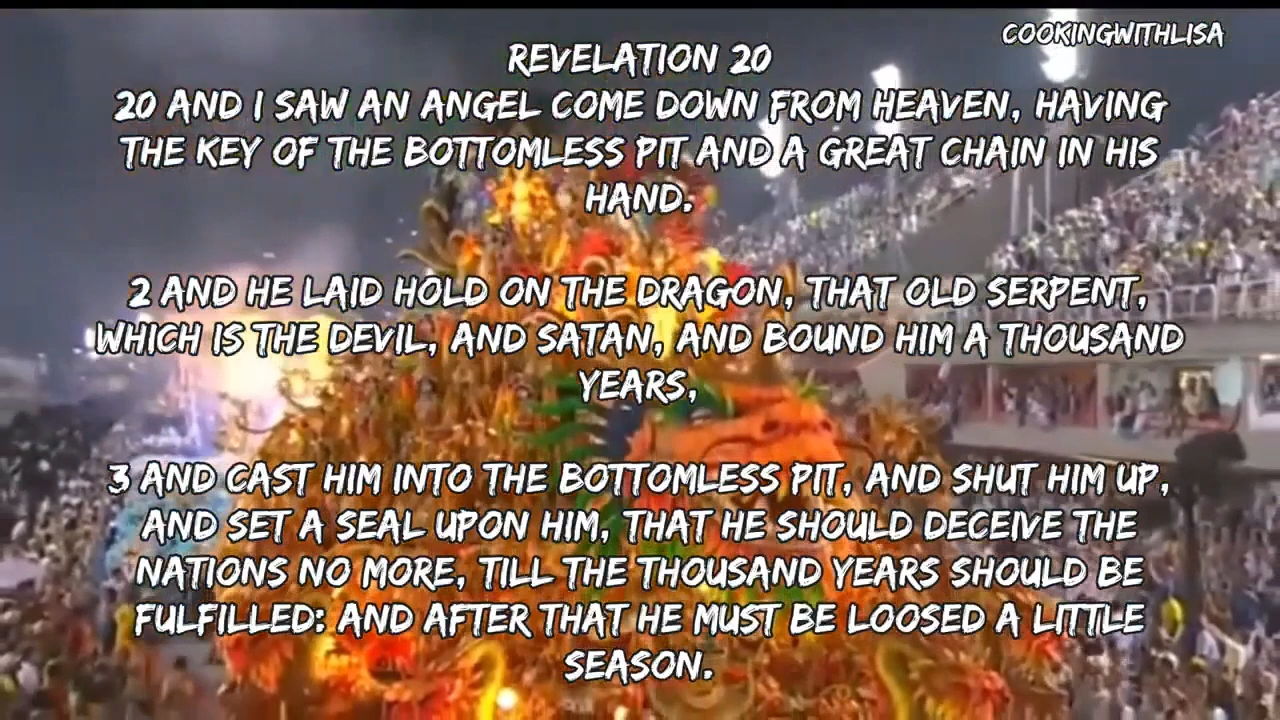 COOKINGWITHLISA
REVELATION 20
20 AND I SAW AN ANGEL COME DOWN FROM HEAVEN, HAVING
THE KEY OF THE BOTTOMLESS PIT AND A GREAT CHAIN IN HIS
HAND.
2 AND HE LAID HOLD ON THE DRAGON, THAT OLD SERPENT,
WHICH IS THE DEVIL, AND SATAN, AND BOUND HIM A THOUSAND
YEARS,
3 AND CAST HIM INTO THE BOTTOMLESS PIT, AND SHUT HIM UP,
AND SET A SEAL UPON HIM, THAT HE SHOULD DECEIVE THE
NATIONS NO MORE, TILL THE THOUSAND YEARS SHOULD BE
FULFILLED: AND AFTER THAT HE MUST BE LOOSED A LITTLE
SEASON.